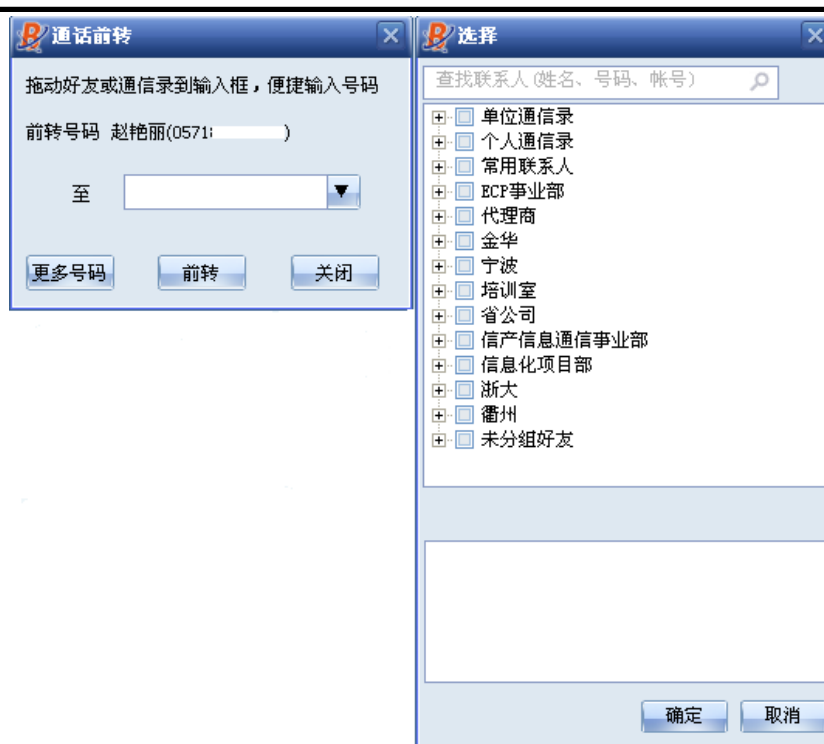 通话前转
拖动好友或通信录到输入框，便捷输入号码
前转号码 赵艳丽(0571 )
至
更多号码 前转 关闭
选择
查找联系人(姓名、号码、帐号)
单位通信录
个人通信录
常用联系人
ECP事业部
代理商
金华
宁波
培训室
省公司
信产信息通信事业部
信息化项目部
浙大
衢州
未分组好友
确定 取消